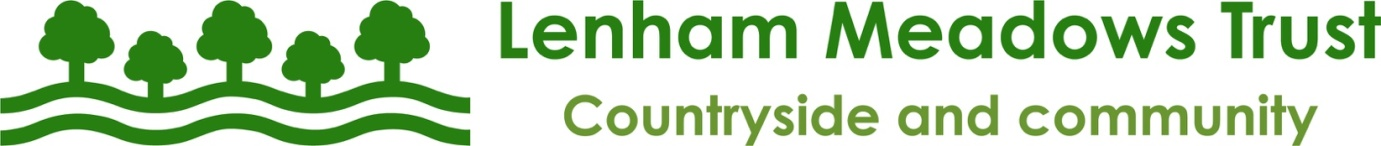 Lenham Meadows Trust
Countryside and community